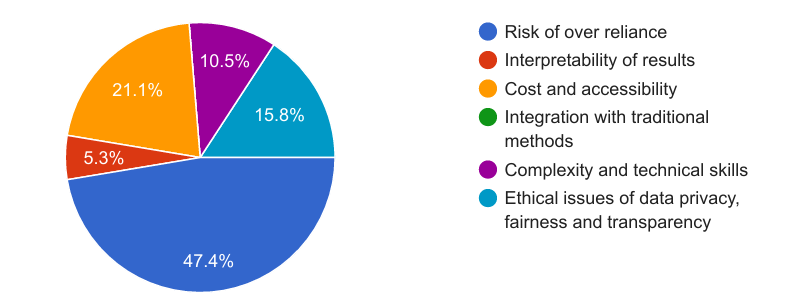 10.5%
21.1%
15.8%
5.3%
47.4%
Risk of over reliance
Interpretability of results
Cost and accessibility
Integration with traditional
methods
Complexity and technical skills
Ethical issues of data privacy,
fairness and transparency